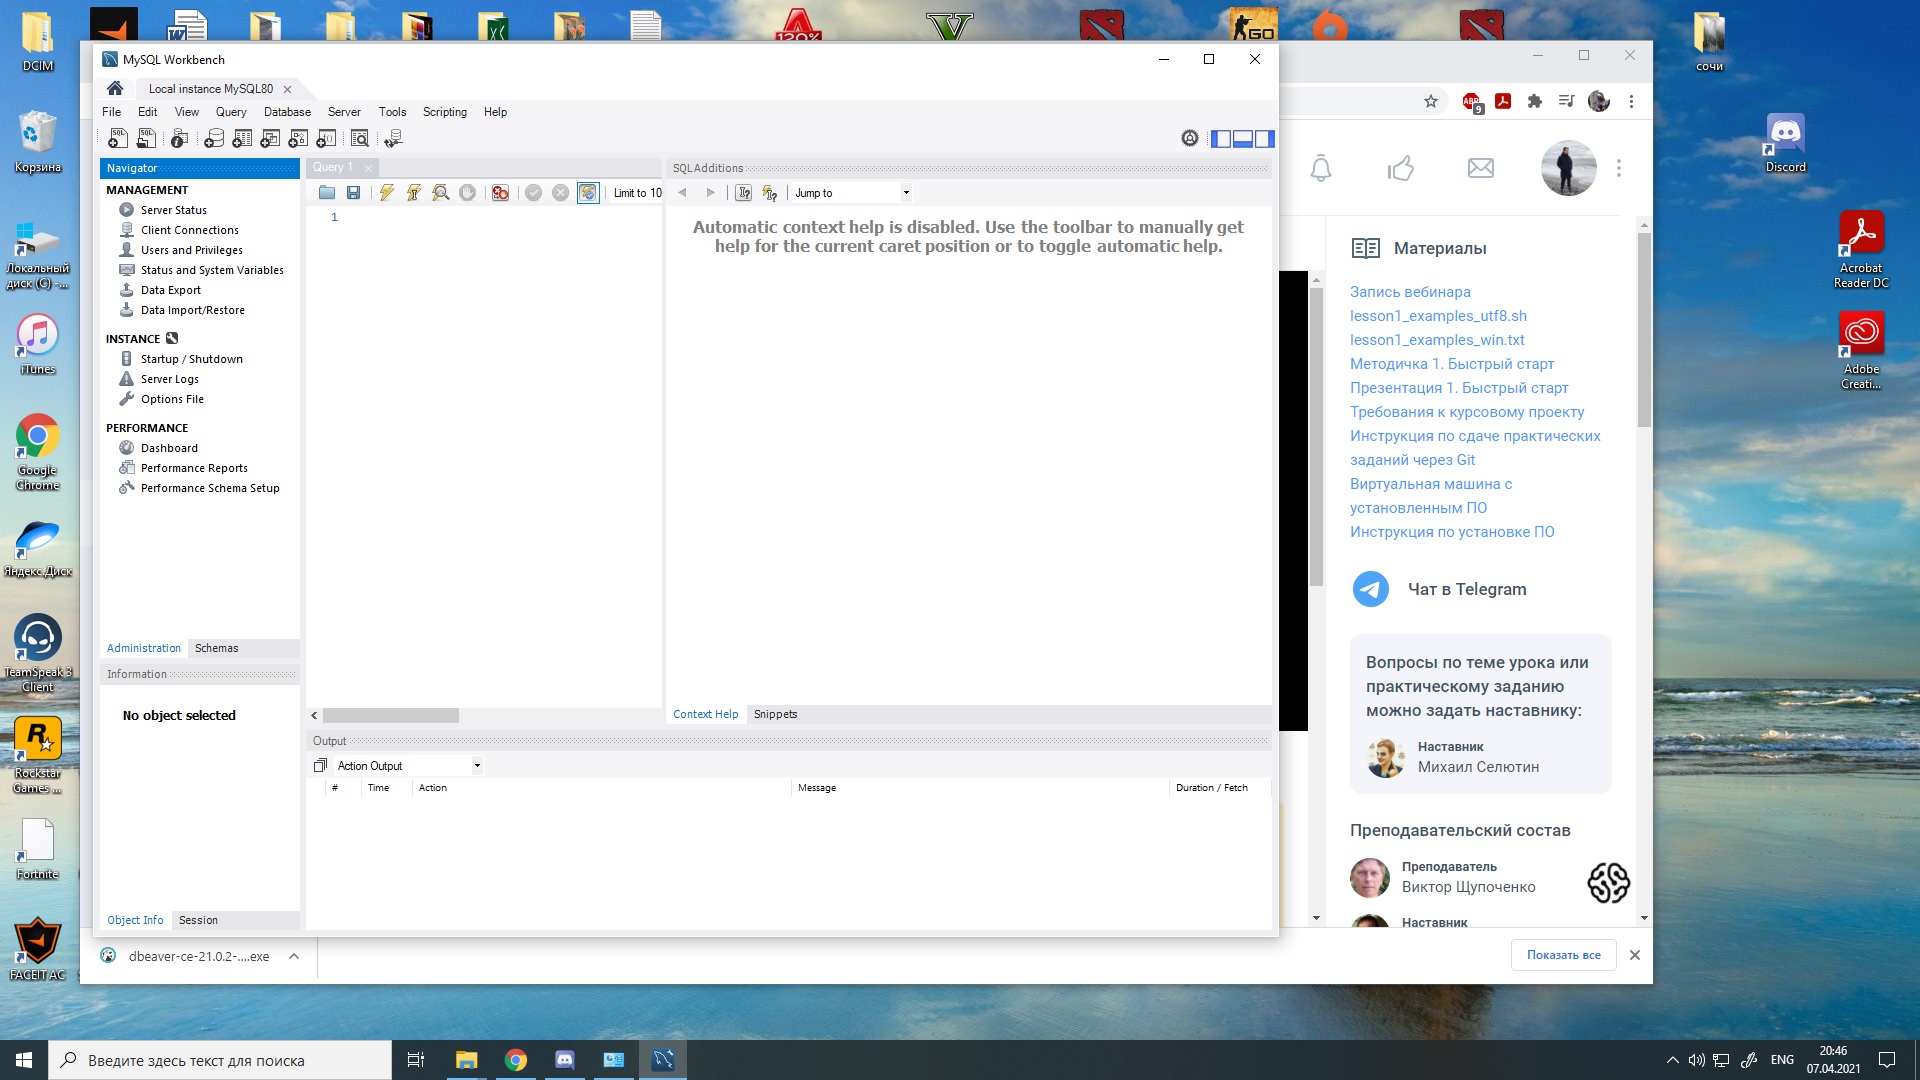 DCIM
Корзина
Локальный
диск (C) -...
iTunes
Google
Chrome
Яндекс.Диск
TeamSpeak 3
Client
Rockstar
Games ...
Fortnite
FACEIT AC
120%
GO
сочи
Discord
Acrobat
Reader DC
Adobe
Creati...
MySQL Workbench
Local instance MySQL80
File Edit View Query Database Server Tools Scripting Help
Navigator
MANAGEMENT
Server Status
Client Connections
Users and Privileges
Status and System Variables
Data Export
Data Import/Restore
INSTANCE
Startup / Shutdown
Server Logs
Options File
PERFORMANCE
Dashboard
Performance Reports
Performance Schema Setup
Administration Schemas
Information
No object selected
Object Info Session
Query 1
Limit to 10
1
SQLAdditions
Jump to
Automatic context help is disabled. Use the toolbar to manually get
help for the current caret position or to toggle automatic help.
Context Help Snippets
Output
Action Output
# Time Action Message Duration / Fetch
ABP
9
Материалы
Запись вебинара
lesson1_examples_utf8.sh
lesson1_examples_win.txt
Методичка 1. Быстрый старт
Презентация 1. Быстрый старт
Требования к курсовому проекту
Инструкция по сдаче практических
заданий через Git
Виртуальная машина с
установленным ПО
Инструкция по установке ПО
Чат в Telegram
Вопросы по теме урока или
практическому заданию
можно задать наставнику:
Наставник
Михаил Селютин
Преподавательский состав
Преподаватель
Виктор Щупоченко
Наставник
dbeaver-ce-21.0.2-....exe
Показать все
Введите здесь текст для поиска
ENG
20:46
07.04.2021